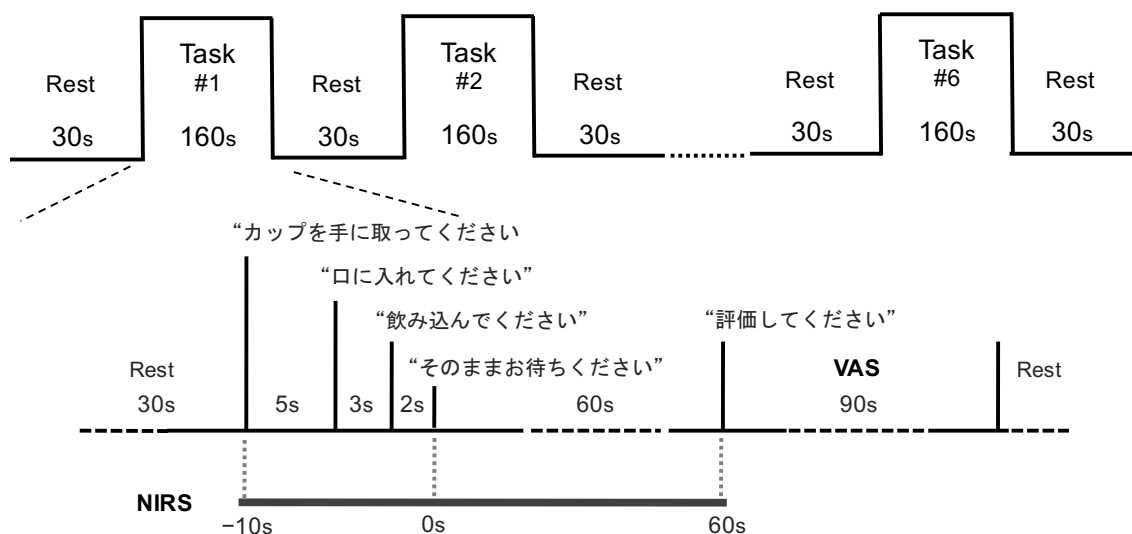 Task
#1
Task
#2
Task
#6
Rest
Rest
Rest
Rest
Rest
30s
160s
30s
160s
30s
30s
160s
30s
“カップを手に取ってください
“口に入れてください”
“飲み込んでください”
“評価してください”
“そのままお待ちください”
Rest
VAS
Rest
30s
5s
3s
2s
60s
90s
NIRS
−10s
0s
60s